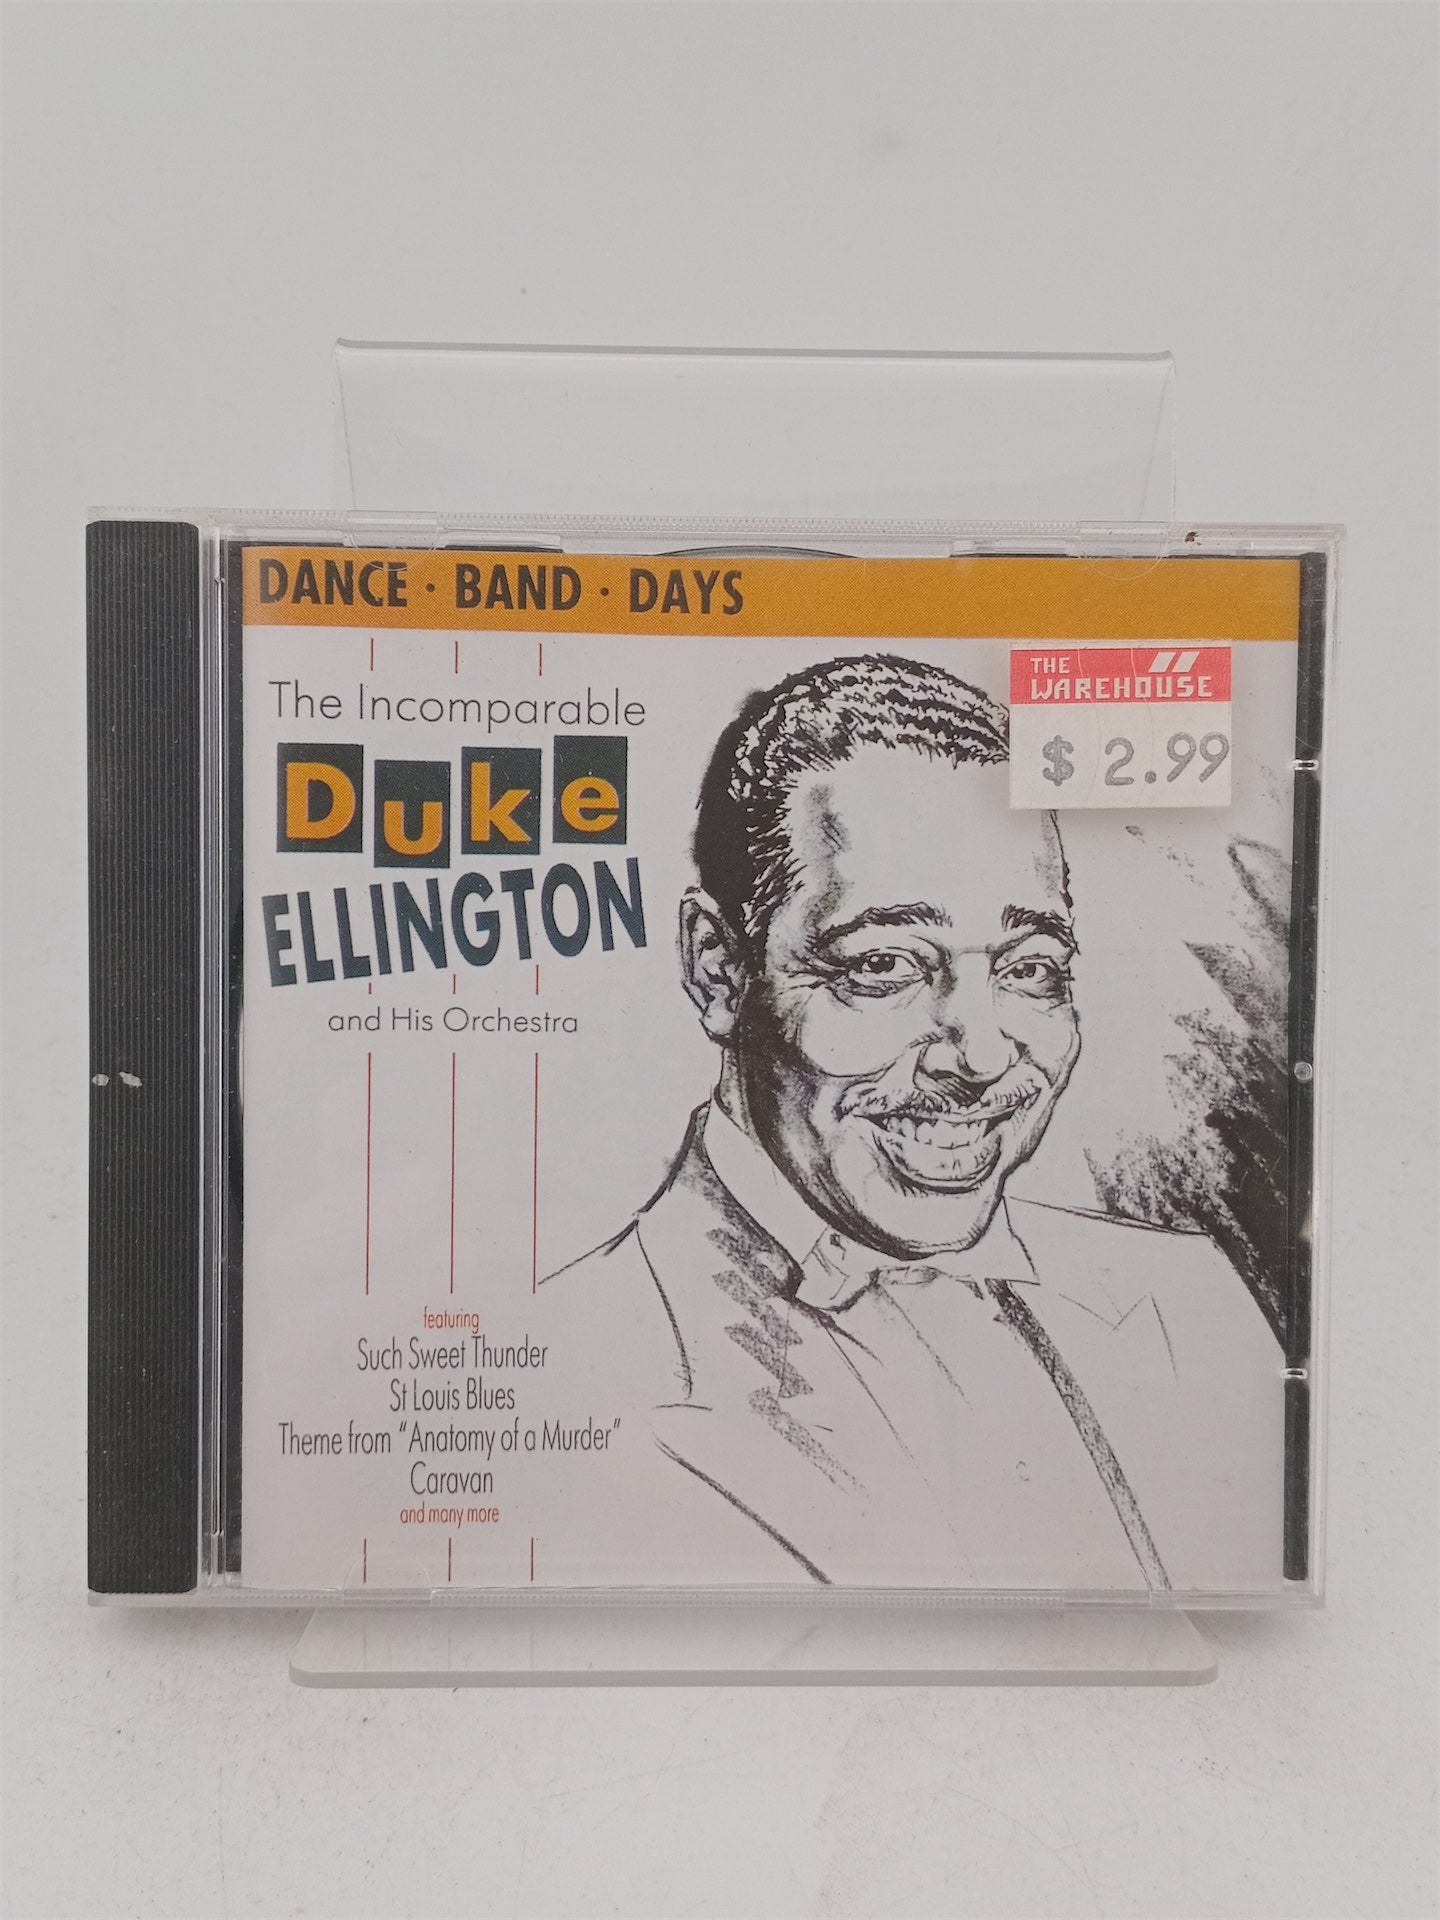 DANCE · BAND · DAYS
The Incomparable
Duke
ELLINGTON
and His Orchestra
THE
WAREHOUSE
$ 2.99
featuring
Such Sweet Thunder
St Louis Blues
Theme from "Anatomy of a Murder"
Caravan
and many more